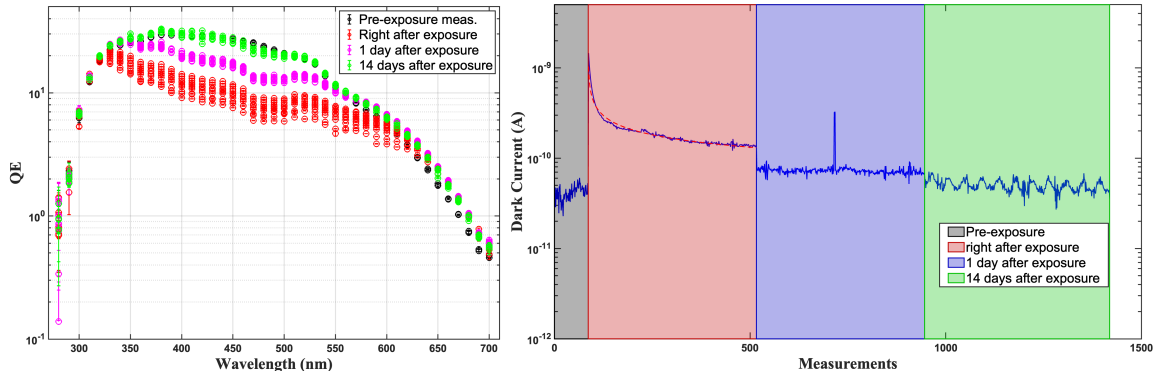 QE
10^1
10^0
10^-1
300
350
400
450
500
550
600
650
700
Wavelength (nm)
Pre-exposure meas.
Right after exposure
1 day after exposure
14 days after exposure
Dark Current (A)
10^-9
10^-10
10^-11
10^-12
0
500
1000
1500
Measurements
Pre-exposure
right after exposure
1 day after exposure
14 days after exposure